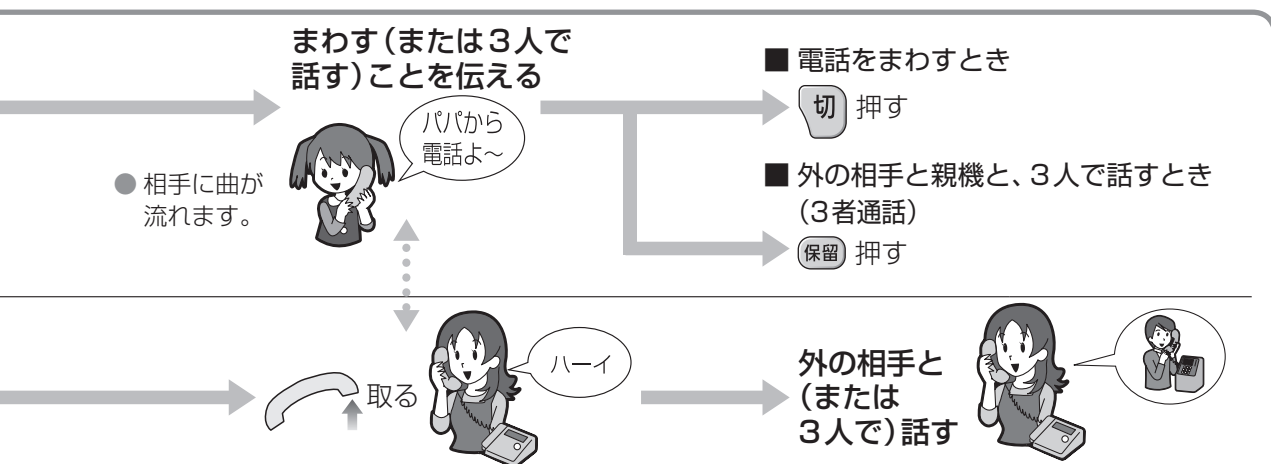 まわす(または3人で
話す)ことを伝える
パパから
電話よ~
● 相手に曲が
流れます。
■ 電話をまわすとき
切 押す
■ 外の相手と親機と、3人で話すとき
(3者通話)
保留 押す
取る
ハーイ
外の相手と
(または
3人で)話す